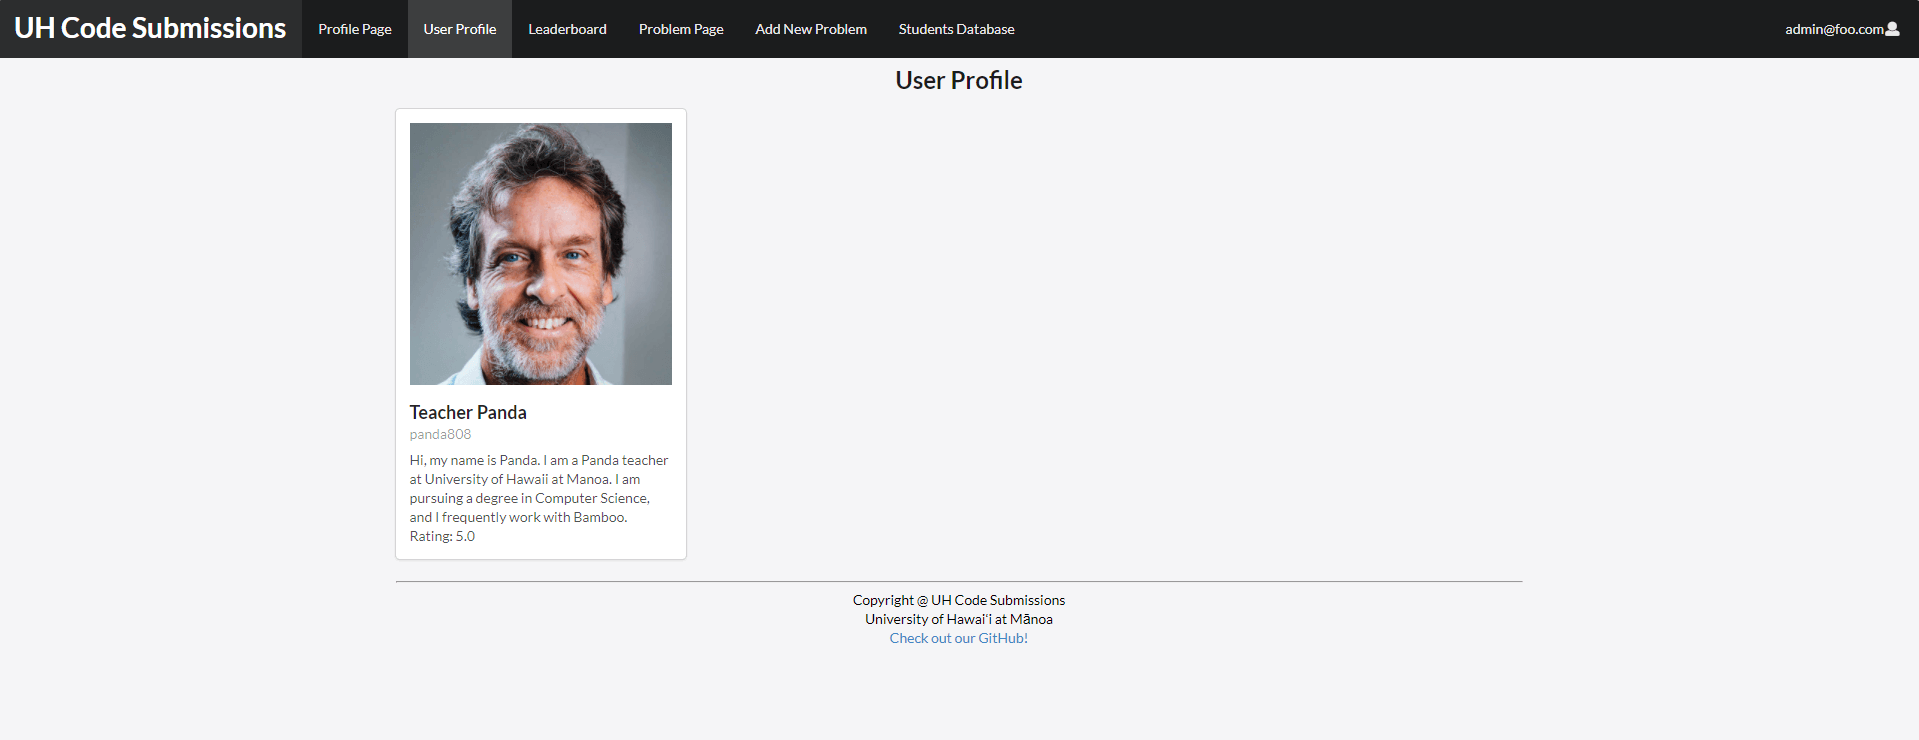 UH Code Submissions
Profile Page
User Profile
Leaderboard
Problem Page
Add New Problem
Students Database
admin@foo.com
User Profile
Teacher Panda
panda808
Hi, my name is Panda. I am a Panda teacher
at University of Hawaii at Manoa. I am
pursuing a degree in Computer Science,
and I frequently work with Bamboo.
Rating: 5.0
Copyright @ UH Code Submissions
University of Hawaiʻi at Mānoa
Check out our GitHub!